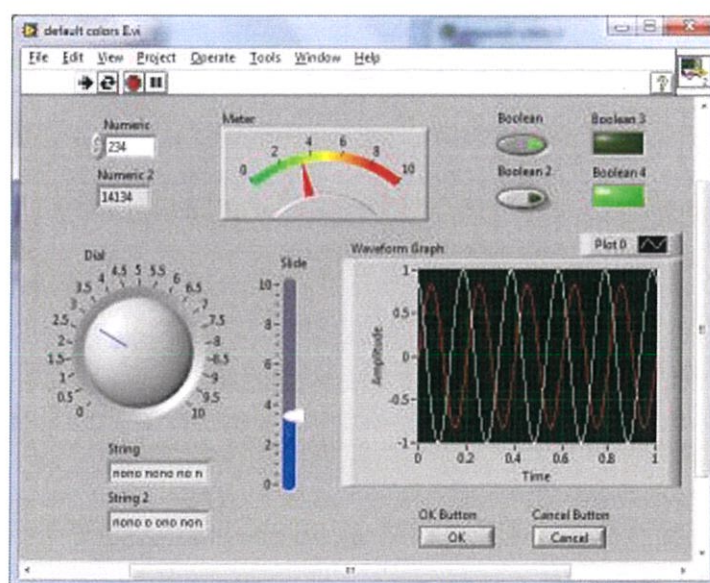 default colors E.vi
File Edit View Project Operate Tools Window Help
?
Numeric
234
Numeric 2
14134
Meter
0 2 4 6 8 10
Boolean
Boolean 2
Boolean 3
Boolean 4
Dial
0 0.5 1 1.5 2 2.5 3 3.5 4 4.5 5 5.5 6 6.5 7 7.5 8 8.5 9 9.5 10
Slide
10
8
6
4
2
0
Waveform Graph
Plot 0
Amplitude
1
0.5
0
-0.5
-1
0 0.2 0.4 0.6 0.8 1
Time
String
nono nono no n
String 2
nono o ono non
OK Button
OK
Cancel Button
Cancel